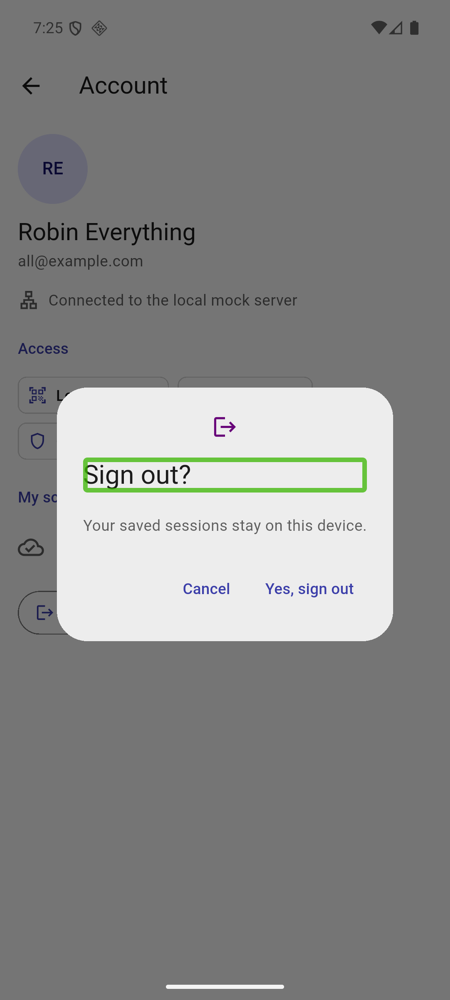 7:25
Account
RE
Robin Everything
all@example.com
Connected to the local mock server
Access
Sign out?
Your saved sessions stay on this device.
Cancel
Yes, sign out